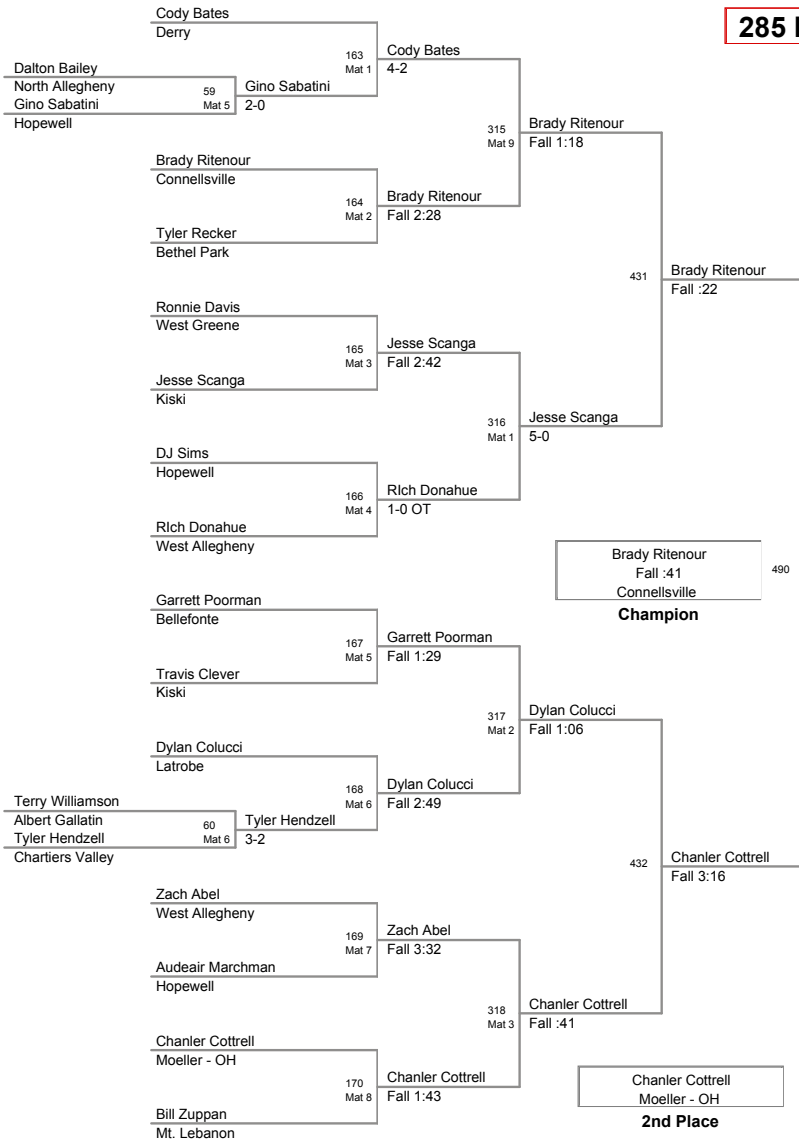 285 
Cody Bates
Derry
163
Mat 1
Cody Bates
4-2
Dalton Bailey
North Allegheny
Gino Sabatini
Hopewell
59
Mat 5
Gino Sabatini
2-0
315
Mat 9
Brady Ritenour
Fall 1:18
Brady Ritenour
Connellsville
164
Mat 2
Brady Ritenour
Fall 2:28
Tyler Recker
Bethel Park
431
Brady Ritenour
Fall :22
Ronnie Davis
West Greene
165
Mat 3
Jesse Scanga
Fall 2:42
Jesse Scanga
Kiski
316
Mat 1
Jesse Scanga
5-0
DJ Sims
Hopewell
166
Mat 4
RIch Donahue
1-0 OT
RIch Donahue
West Allegheny
Brady Ritenour
Fall :41
Connellsville
490
Champion
Garrett Poorman
Bellefonte
167
Mat 5
Garrett Poorman
Fall 1:29
Travis Clever
Kiski
317
Mat 2
Dylan Colucci
Fall 1:06
Dylan Colucci
Latrobe
168
Mat 6
Dylan Colucci
Fall 2:49
Terry Williamson
Albert Gallatin
Tyler Hendzell
Chartiers Valley
60
Mat 6
Tyler Hendzell
3-2
432
Chanler Cottrell
Fall 3:16
Zach Abel
West Allegheny
169
Mat 7
Zach Abel
Fall 3:32
Audeair Marchman
Hopewell
318
Mat 3
Chanler Cottrell
Fall :41
Chanler Cottrell
Moeller - OH
170
Mat 8
Chanler Cottrell
Fall 1:43
Bill Zuppan
Mt. Lebanon
Chanler Cottrell
Moeller - OH
2nd Place